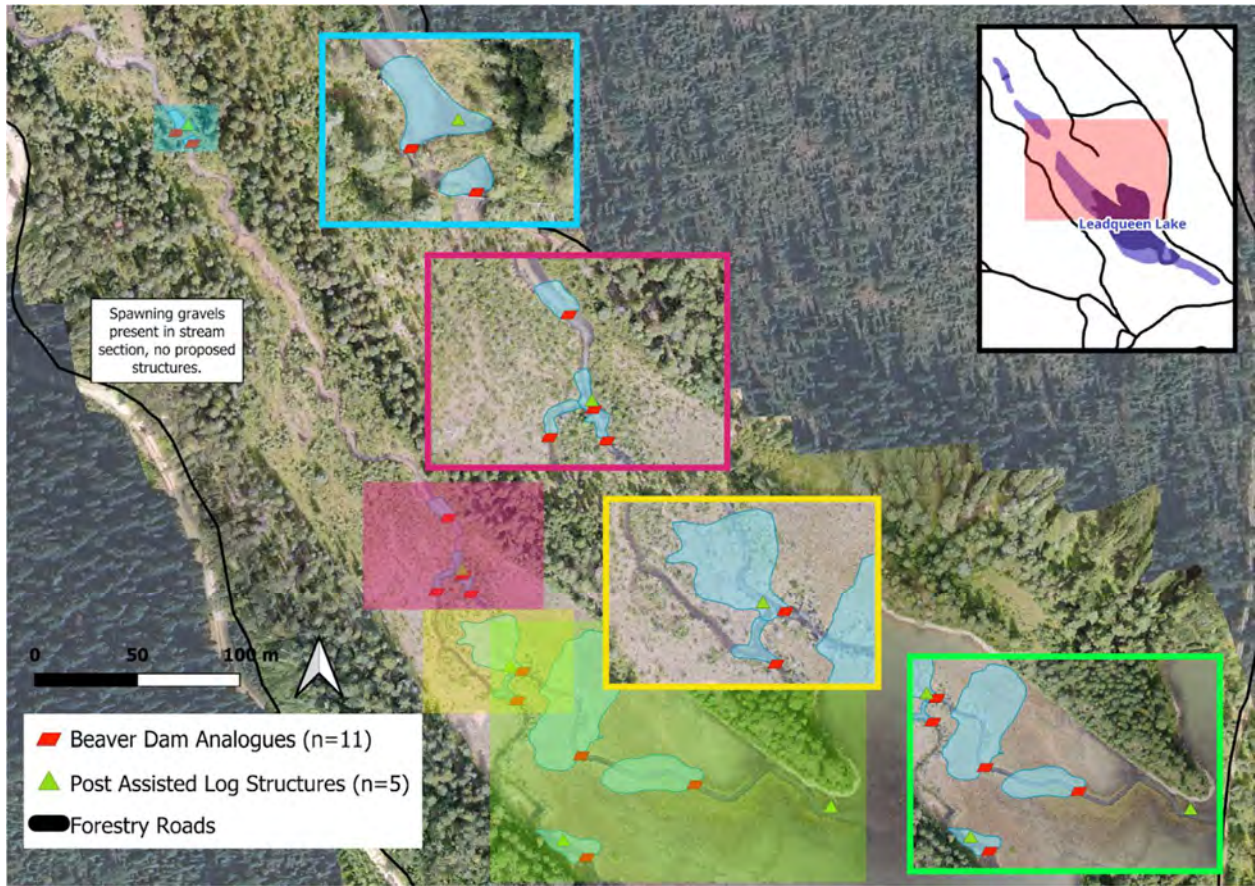 Leadqueen Lake
Spawning gravels
present in stream
section, no proposed
structures.
0 50 100 m
Beaver Dam Analogues (n=11)
Post Assisted Log Structures (n=5)
Forestry Roads